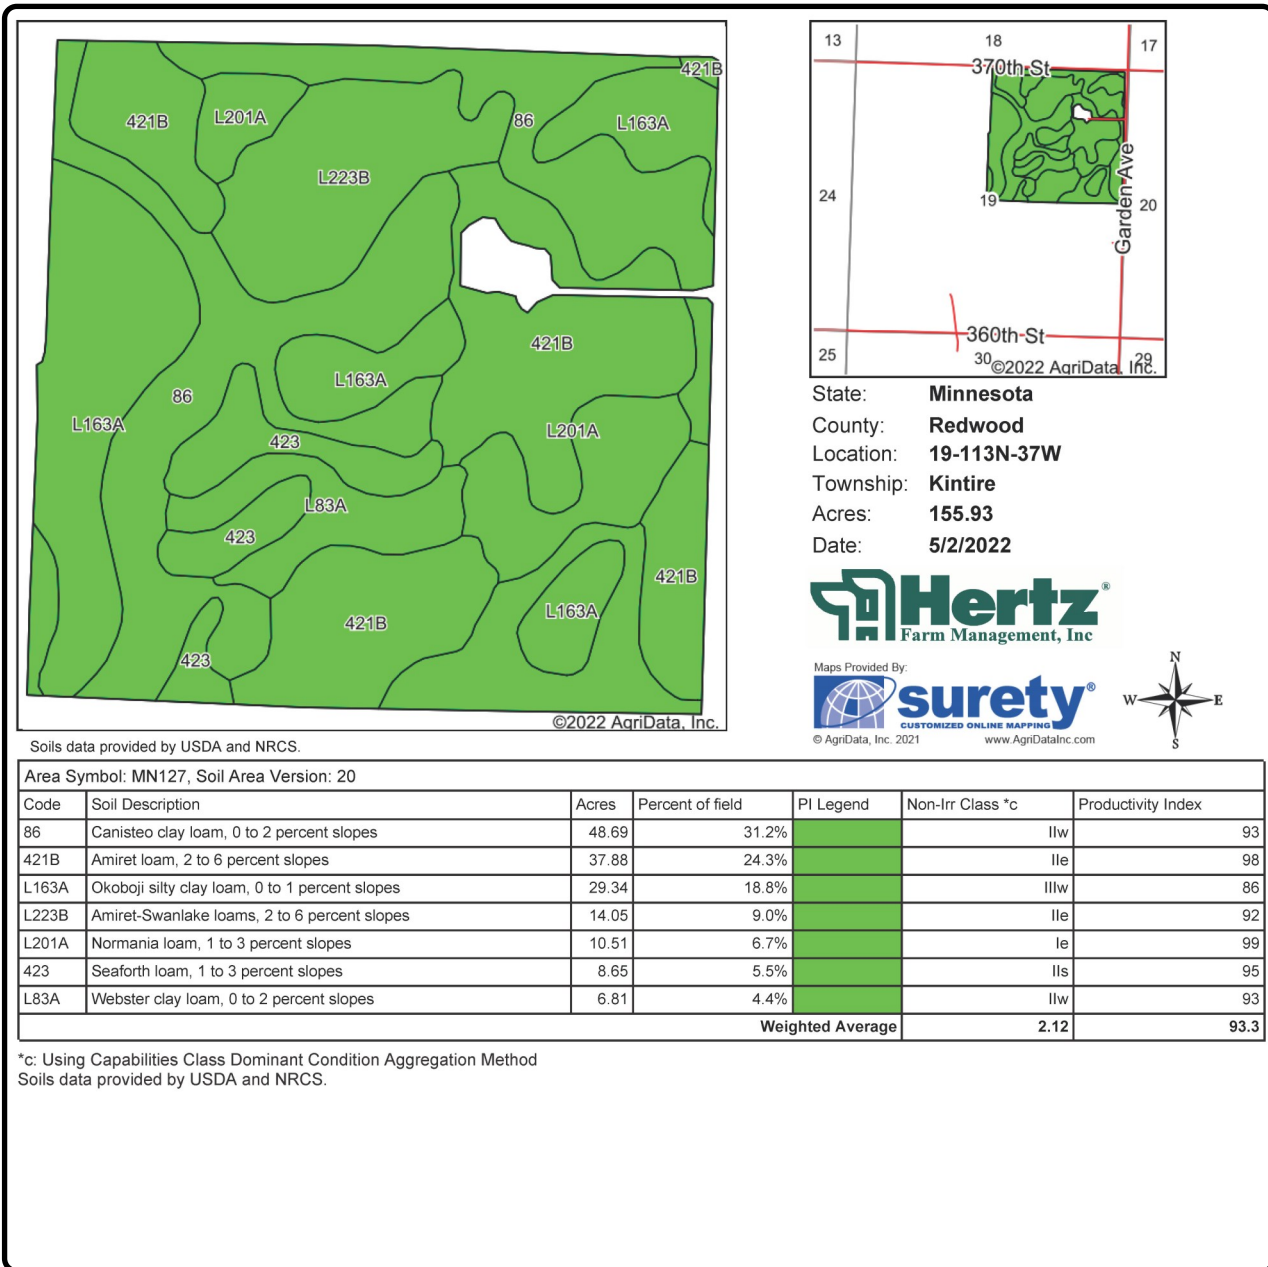 421B
421B
L201A
86
L163A
L223B
421B
L163A
86
L163A
L201A
423
L83A
423
421B
L163A
421B
423
©2022 AgriData, Inc.
Soils data provided by USDA and NRCS.
13
18
17
370th St
24
19
20
Garden Ave
360th St
25
30
29
©2022 AgriData, Inc.
State: Minnesota
County: Redwood
Location: 19-113N-37W
Township: Kintire
Acres: 155.93
Date: 5/2/2022
Hertz®
Farm Management, Inc
Maps Provided By:
surety®
CUSTOMIZED ONLINE MAPPING
© AgriData, Inc. 2021 www.AgriDataInc.com
N
W E
S
Area Symbol: MN127, Soil Area Version: 20
Code Soil Description Acres Percent of field PI Legend Non-Irr Class *c Productivity Index
86 Canisteo clay loam, 0 to 2 percent slopes 48.69 31.2% IIw 93
421B Amiret loam, 2 to 6 percent slopes 37.88 24.3% IIe 98
L163A Okoboji silty clay loam, 0 to 1 percent slopes 29.34 18.8% IIIw 86
L223B Amiret-Swanlake loams, 2 to 6 percent slopes 14.05 9.0% IIe 92
L201A Normania loam, 1 to 3 percent slopes 10.51 6.7% Ie 99
423 Seaforth loam, 1 to 3 percent slopes 8.65 5.5% IIs 95
L83A Webster clay loam, 0 to 2 percent slopes 6.81 4.4% IIw 93
Weighted Average 2.12 93.3
*c: Using Capabilities Class Dominant Condition Aggregation Method
Soils data provided by USDA and NRCS.